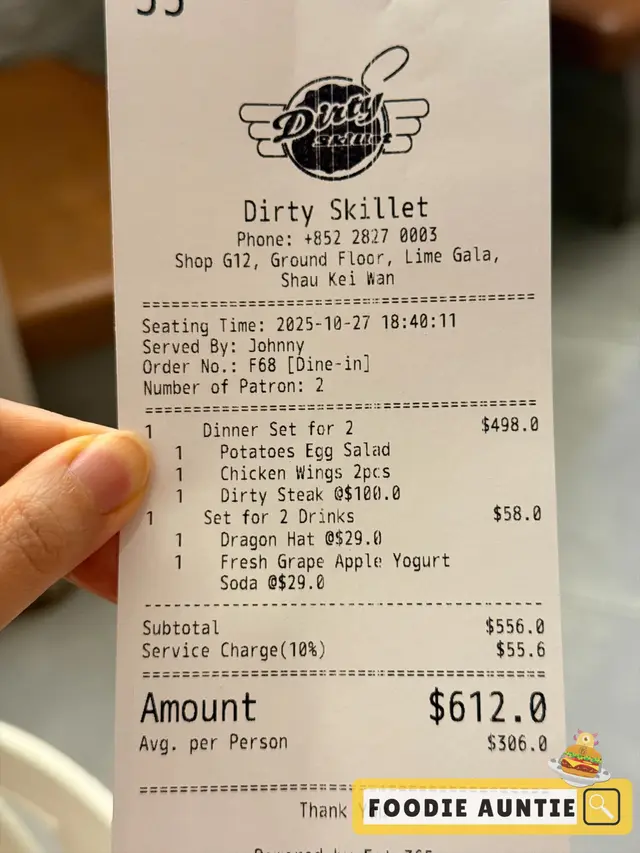 Dirty
Skillet
Dirty Skillet
Phone: +852 2827 0003
Shop G12, Ground Floor, Lime Gala,
Shau Kei Wan
Seating Time: 2025-10-27 18:40:11
Served By: Johnny
Order No.: F68 [Dine-in]
Number of Patron: 2
1 Dinner Set for 2 $498.0
1 Potatoes Egg Salad
1 Chicken Wings 2pcs
1 Dirty Steak @$100.0
1 Set for 2 Drinks $58.0
1 Dragon Hat @$29.0
1 Fresh Grape Apple Yogurt
Soda @$29.0
Subtotal $556.0
Service Charge(10%) $55.6
Amount $612.0
Avg. per Person $306.0
Thank
FOODIE AUNTIE